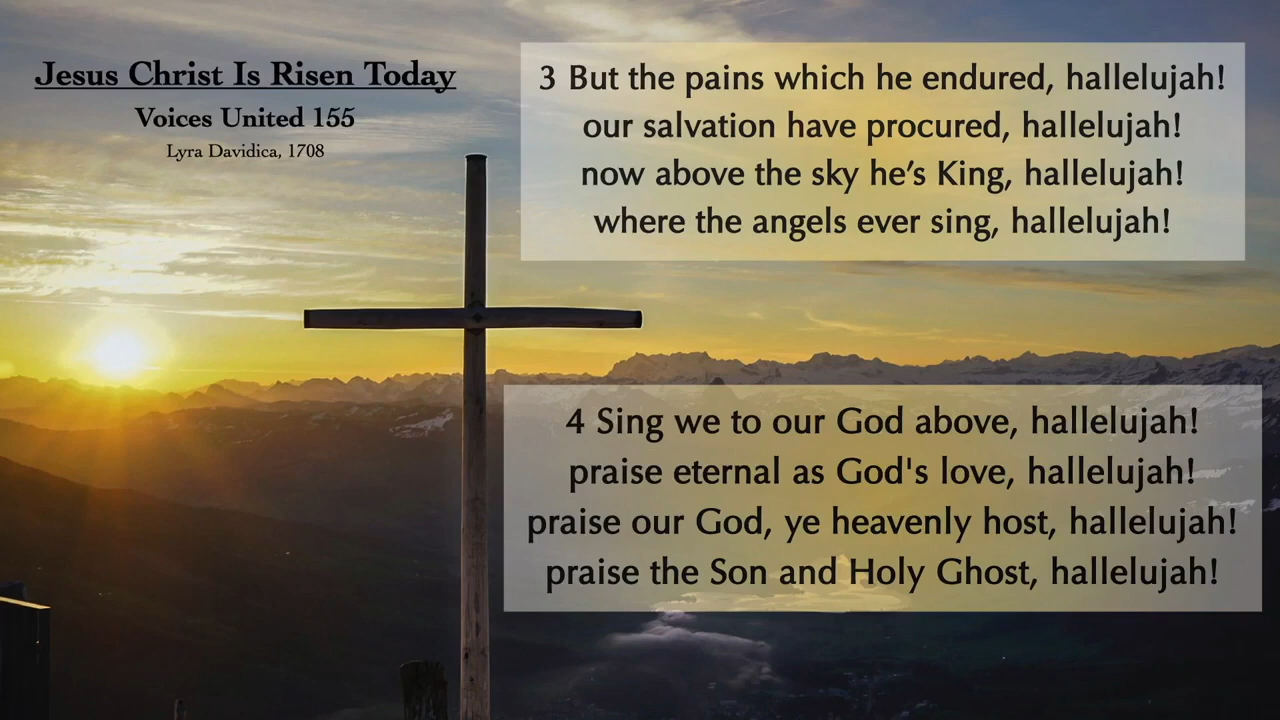 Jesus Christ Is Risen Today
Voices United 155
Lyra Davidica, 1708
3 But the pains which he endured, hallelujah!
our salvation have procured, hallelujah!
now above the sky he’s King, hallelujah!
where the angels ever sing, hallelujah!
4 Sing we to our God above, hallelujah!
praise eternal as God's love, hallelujah!
praise our God, ye heavenly host, hallelujah!
praise the Son and Holy Ghost, hallelujah!